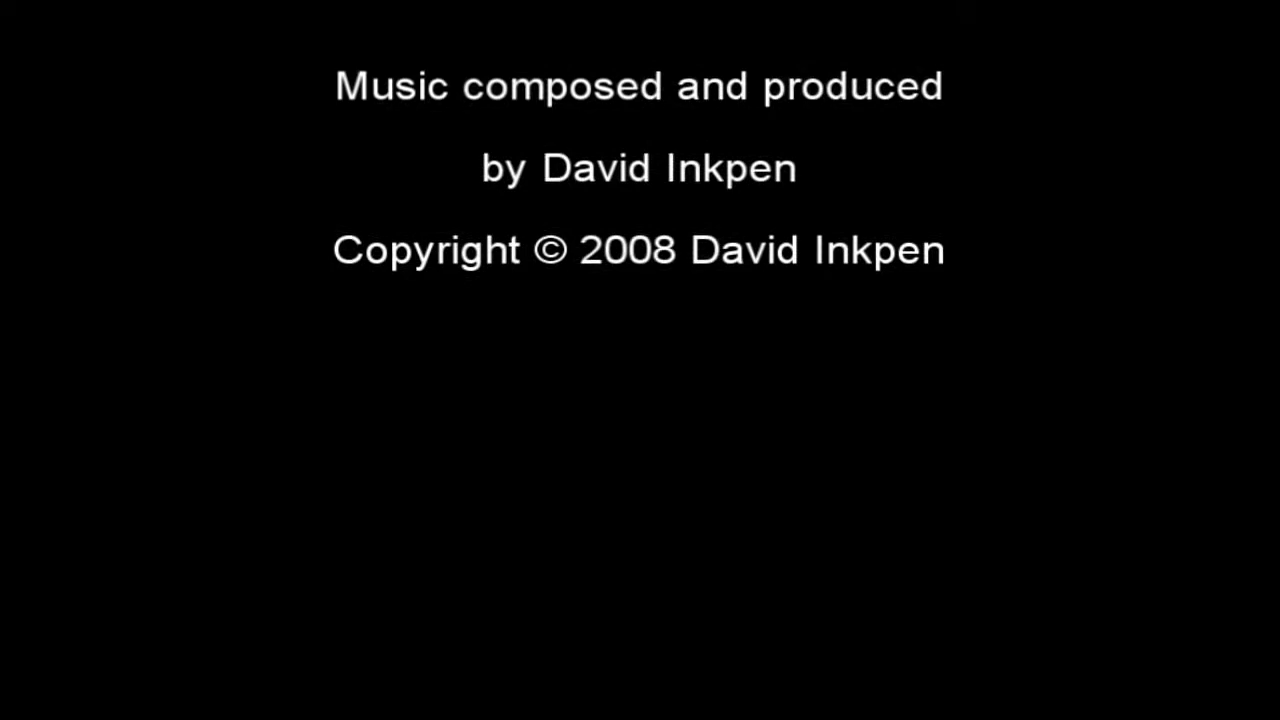 Music composed and produced
by David Inkpen
Copyright © 2008 David Inkpen